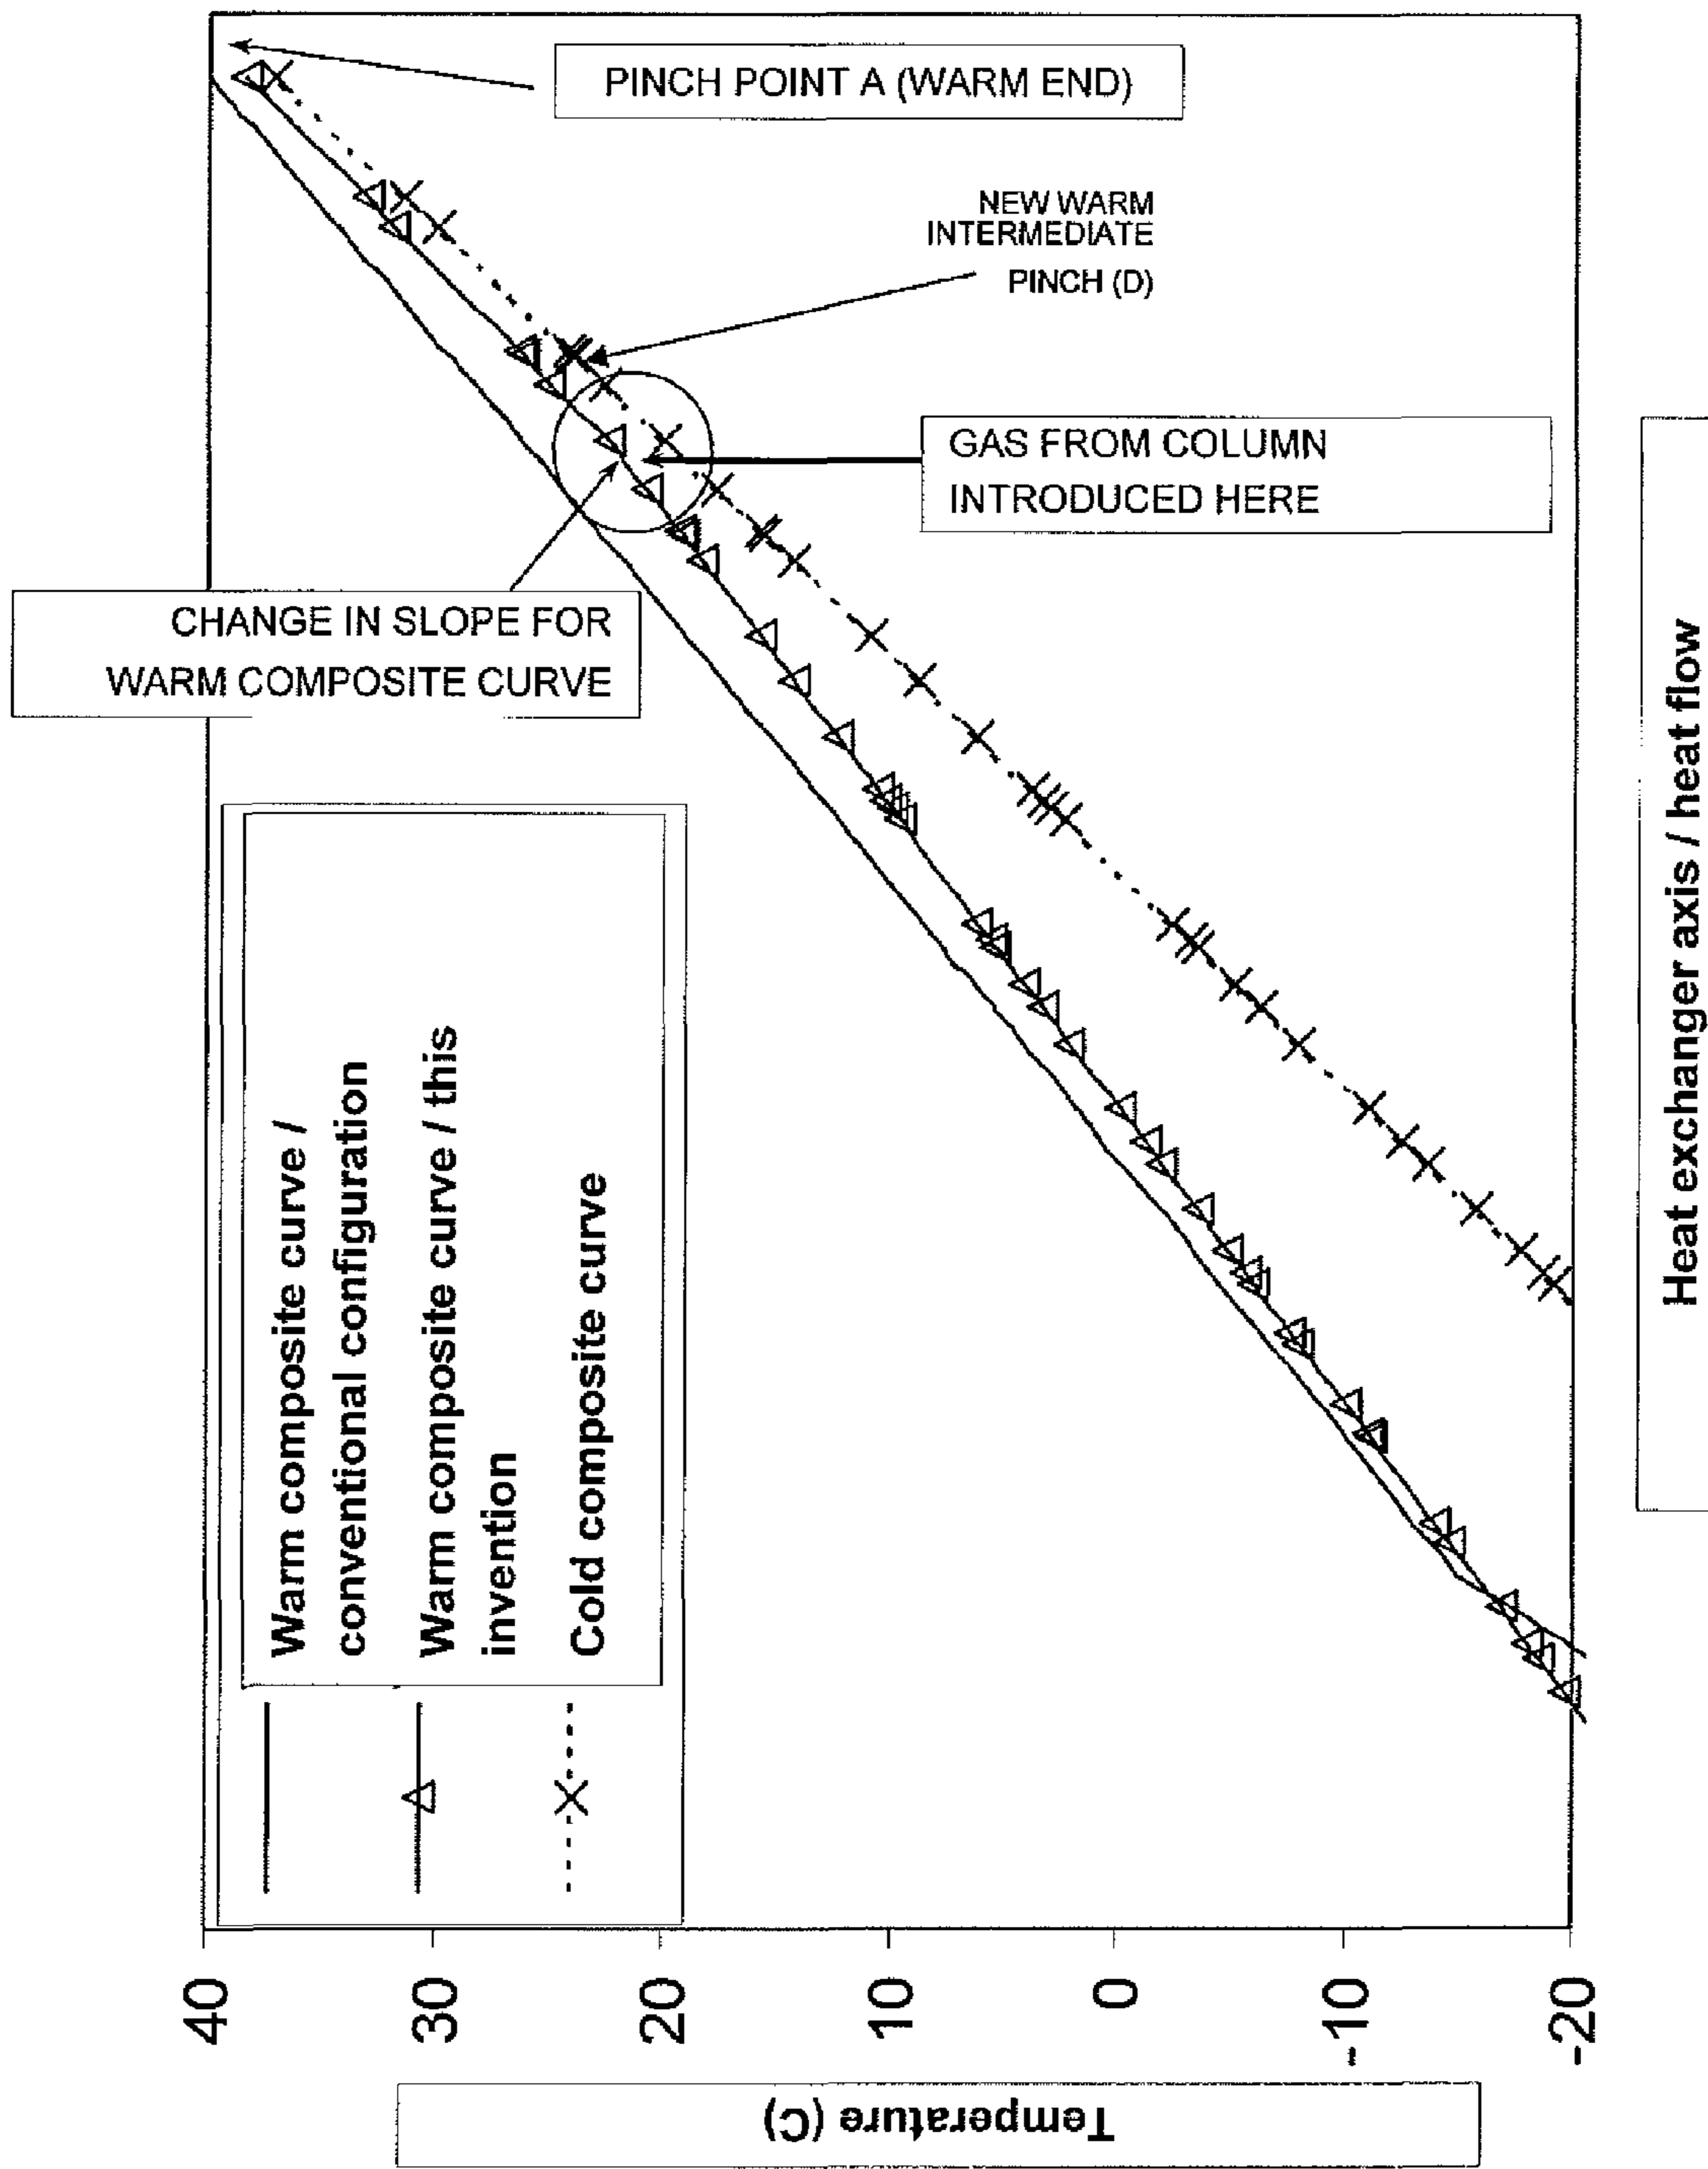 PINCH POINT A (WARM END)
NEW WARM
INTERMEDIATE
PINCH (D)
GAS FROM COLUMN
INTRODUCED HERE
CHANGE IN SLOPE FOR
WARM COMPOSITE CURVE
Warm composite curve /
conventional configuration
Warm composite curve / this
invention
Cold composite curve
40
30
20
10
0
-10
-20
Temperature (C)
Heat exchanger axis / heat flow